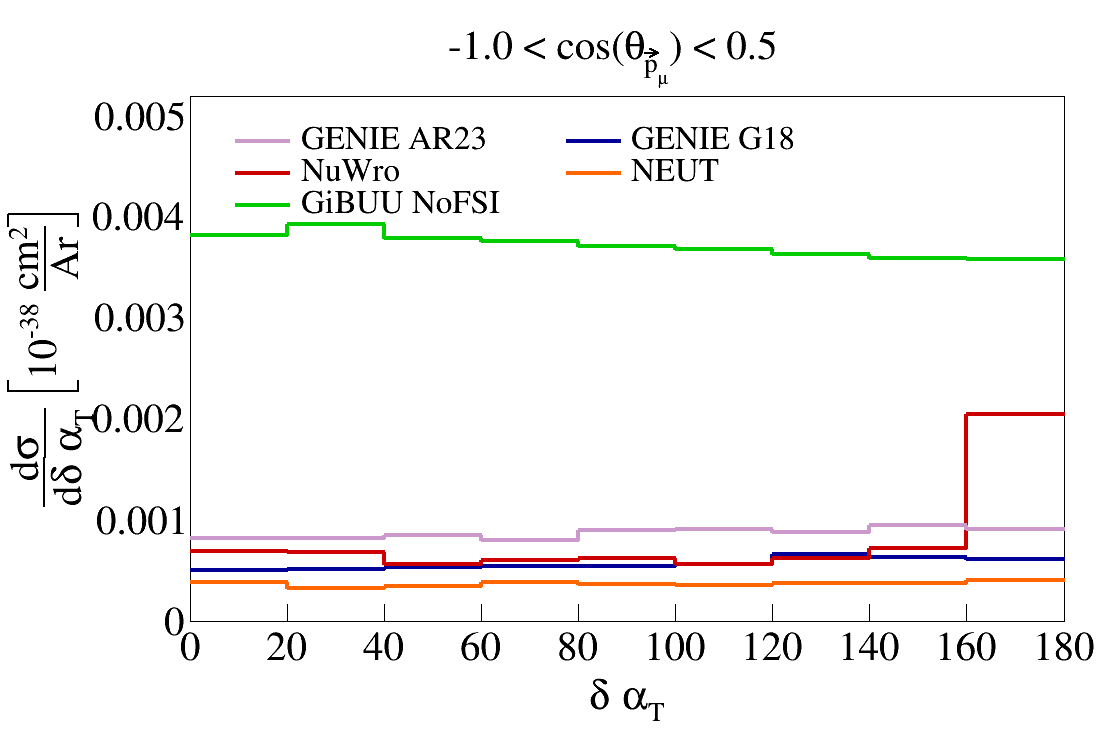 -1.0 < cos(θ_{\vec{p}_μ}) < 0.5
GENIE AR23
GENIE G18
NuWro
NEUT
GiBUU NoFSI
0.005
0.004
0.003
0.002
0.001
0
0 20 40 60 80 100 120 140 160 180
δ α_T
dσ/dδ α_T [10^{-38} cm^2/Ar]